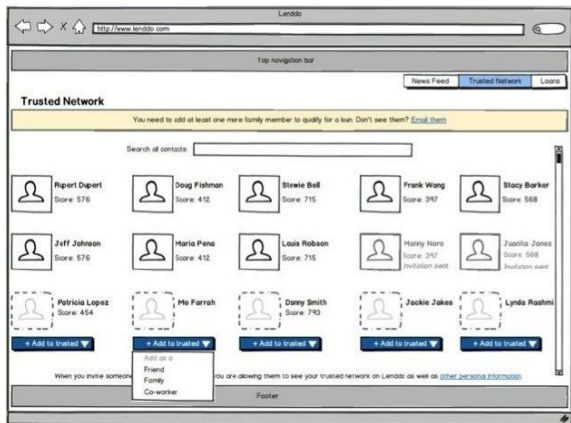 Lenddo
X http://www.lenddo.com
Top navigation bar
News Feed Trusted Network Loans
Trusted Network
You need to add at least one more family member to qualify for a loan. Don't see them? Email them
Search all contacts:
Rupert Dupert Doug Fishman Stewie Bell Frank Wang Stacy Barker
Score: 576 Score: 412 Score: 715 Score: 397 Score: 568
Jeff Johnson Maria Pena Louis Robson Manny Noro Juanita Jones
Score: 576 Score: 412 Score: 715 Score: 397 Score: 568
Invitation sent Invitation sent
Patricia Lopez Mo Farrah Danny Smith Jackie Jakes Lynda Rashmi
Score: 454 Score: 793
+ Add to trusted + Add to trusted + Add to trusted + Add to trusted + Add to trusted
Add as a
Friend
Family
Co-worker
When you invite someone you are allowing them to see your trusted network on Lenddo as well as other personal information.
Footer